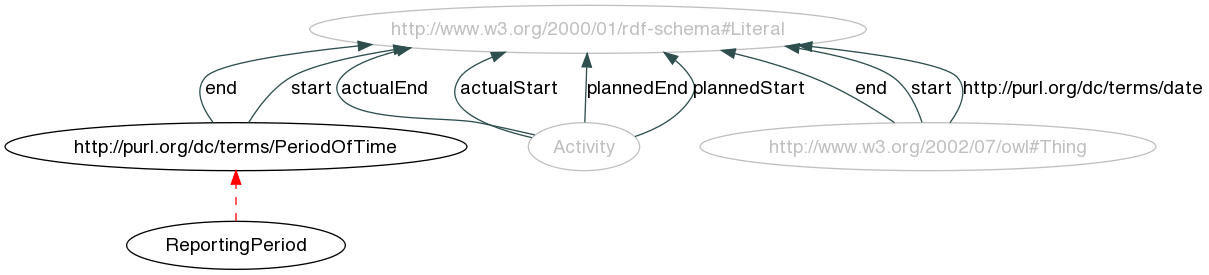 http://www.w3.org/2000/01/rdf-schema#Literal
end
start
actualEnd
actualStart
plannedEnd
plannedStart
end
start
http://purl.org/dc/terms/date
http://purl.org/dc/terms/PeriodOfTime
Activity
http://www.w3.org/2002/07/owl#Thing
ReportingPeriod